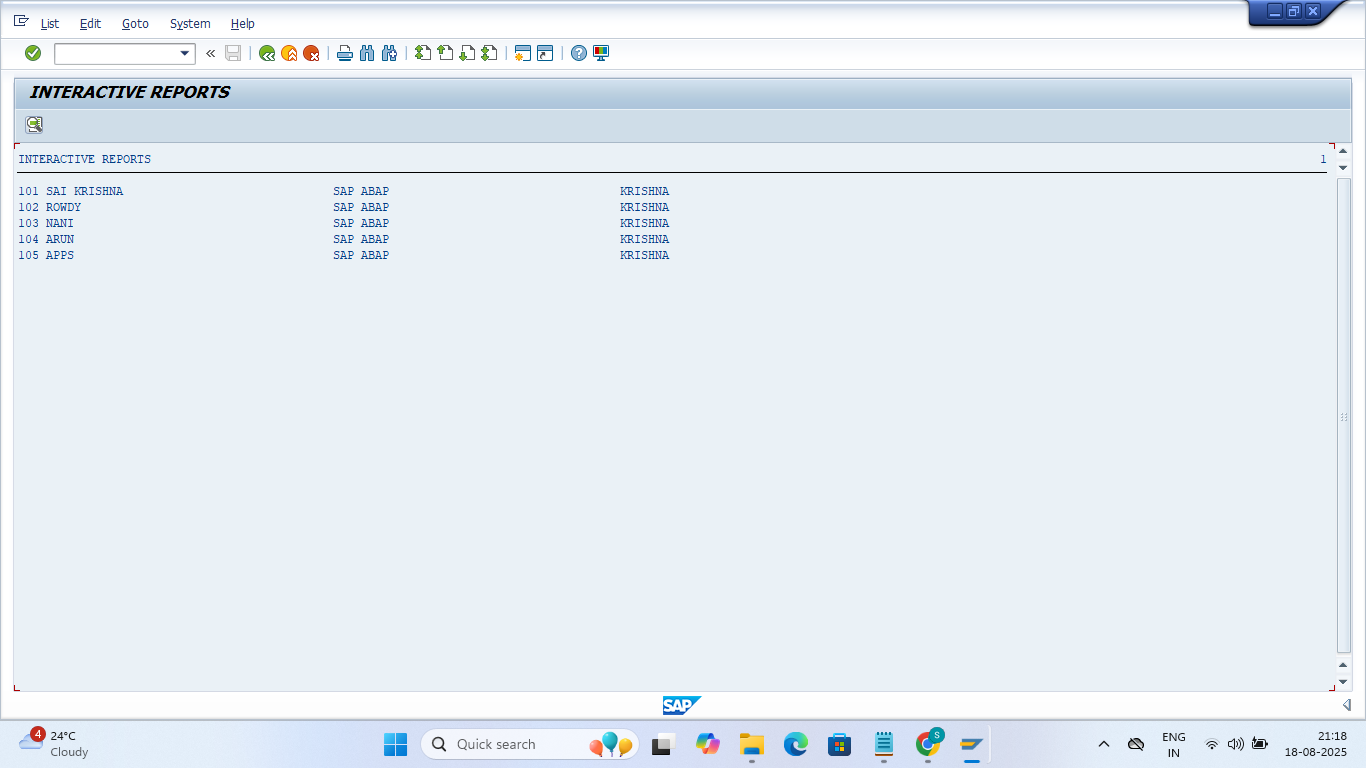 List Edit Goto System Help
INTERACTIVE REPORTS
INTERACTIVE REPORTS 1
101 SAI KRISHNA SAP ABAP KRISHNA
102 ROWDY SAP ABAP KRISHNA
103 NANI SAP ABAP KRISHNA
104 ARUN SAP ABAP KRISHNA
105 APPS SAP ABAP KRISHNA
SAP
4
24°C
Cloudy
Quick search
S
ENG
IN
21:18
18-08-2025